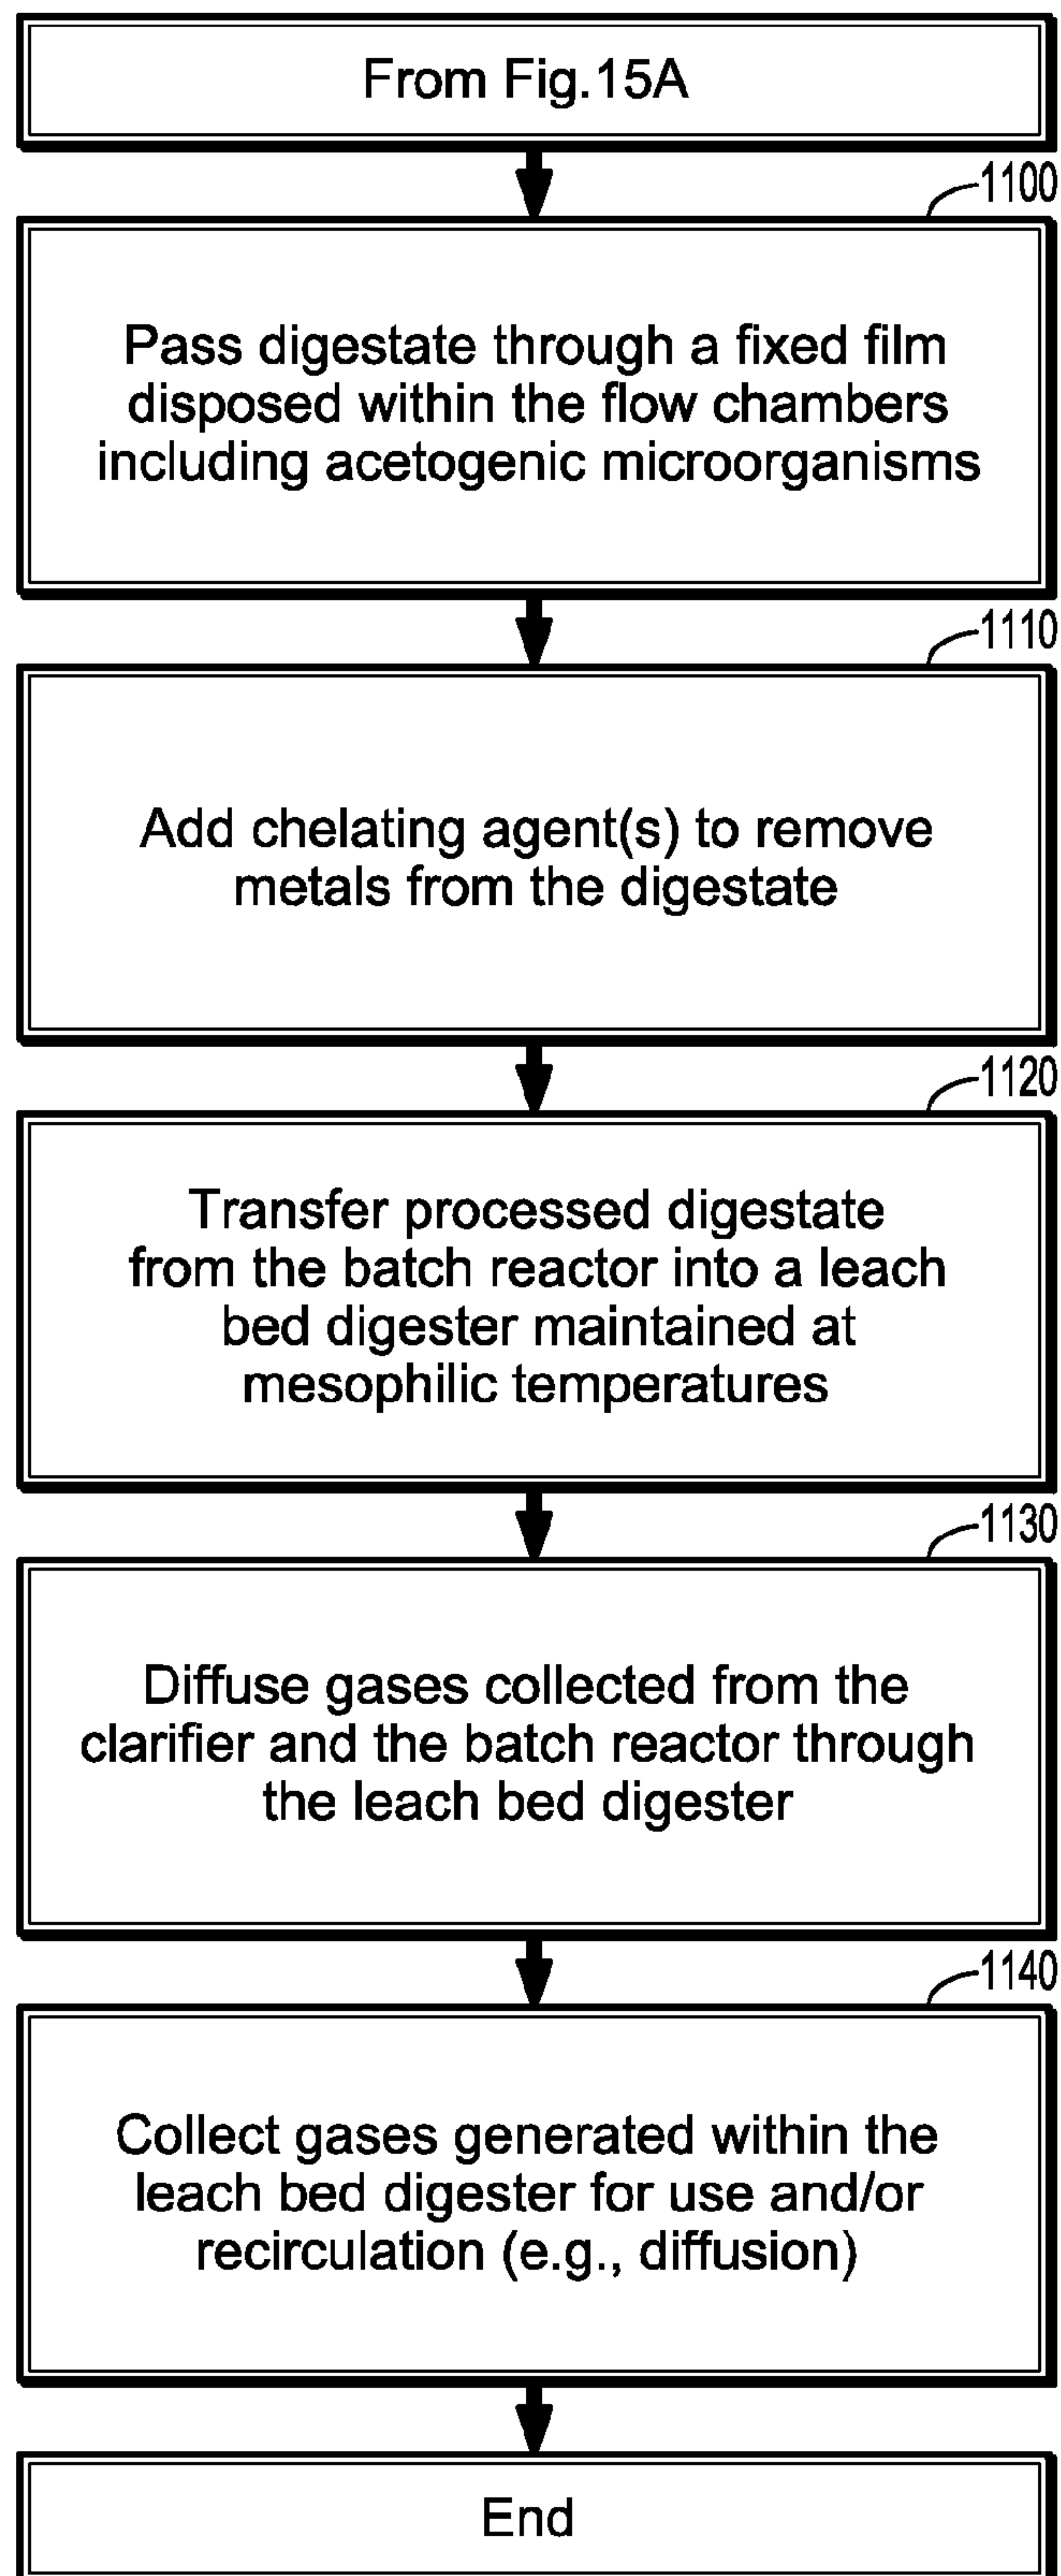 From Fig.15A
1100
Pass digestate through a fixed film
disposed within the flow chambers
including acetogenic microorganisms
1110
Add chelating agent(s) to remove
metals from the digestate
1120
Transfer processed digestate
from the batch reactor into a leach
bed digester maintained at
mesophilic temperatures
1130
Diffuse gases collected from the
clarifier and the batch reactor through
the leach bed digester
1140
Collect gases generated within the
leach bed digester for use and/or
recirculation (e.g., diffusion)
End